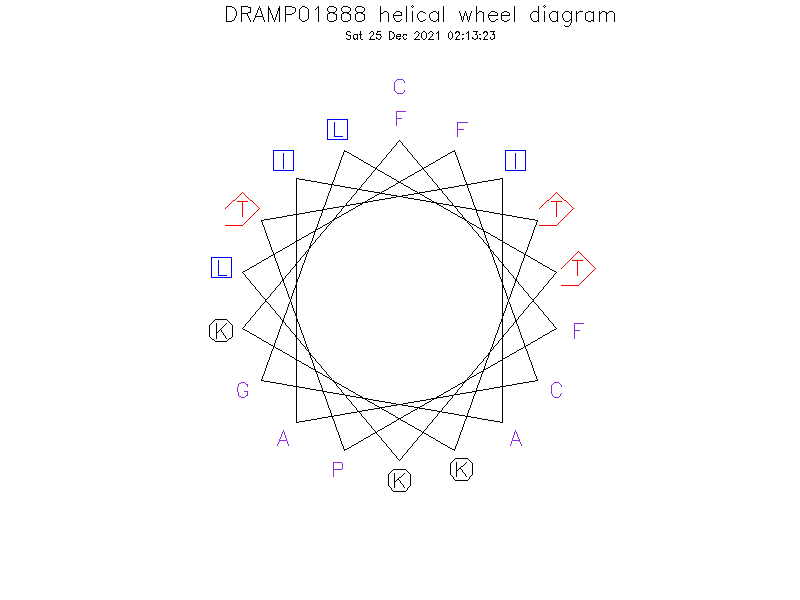 DRAMP01888 helical wheel diagram
Sat 25 Dec 2021 02:13:23
C
F
L F
I I
T T
L T
K F
G C
A A
P K
K